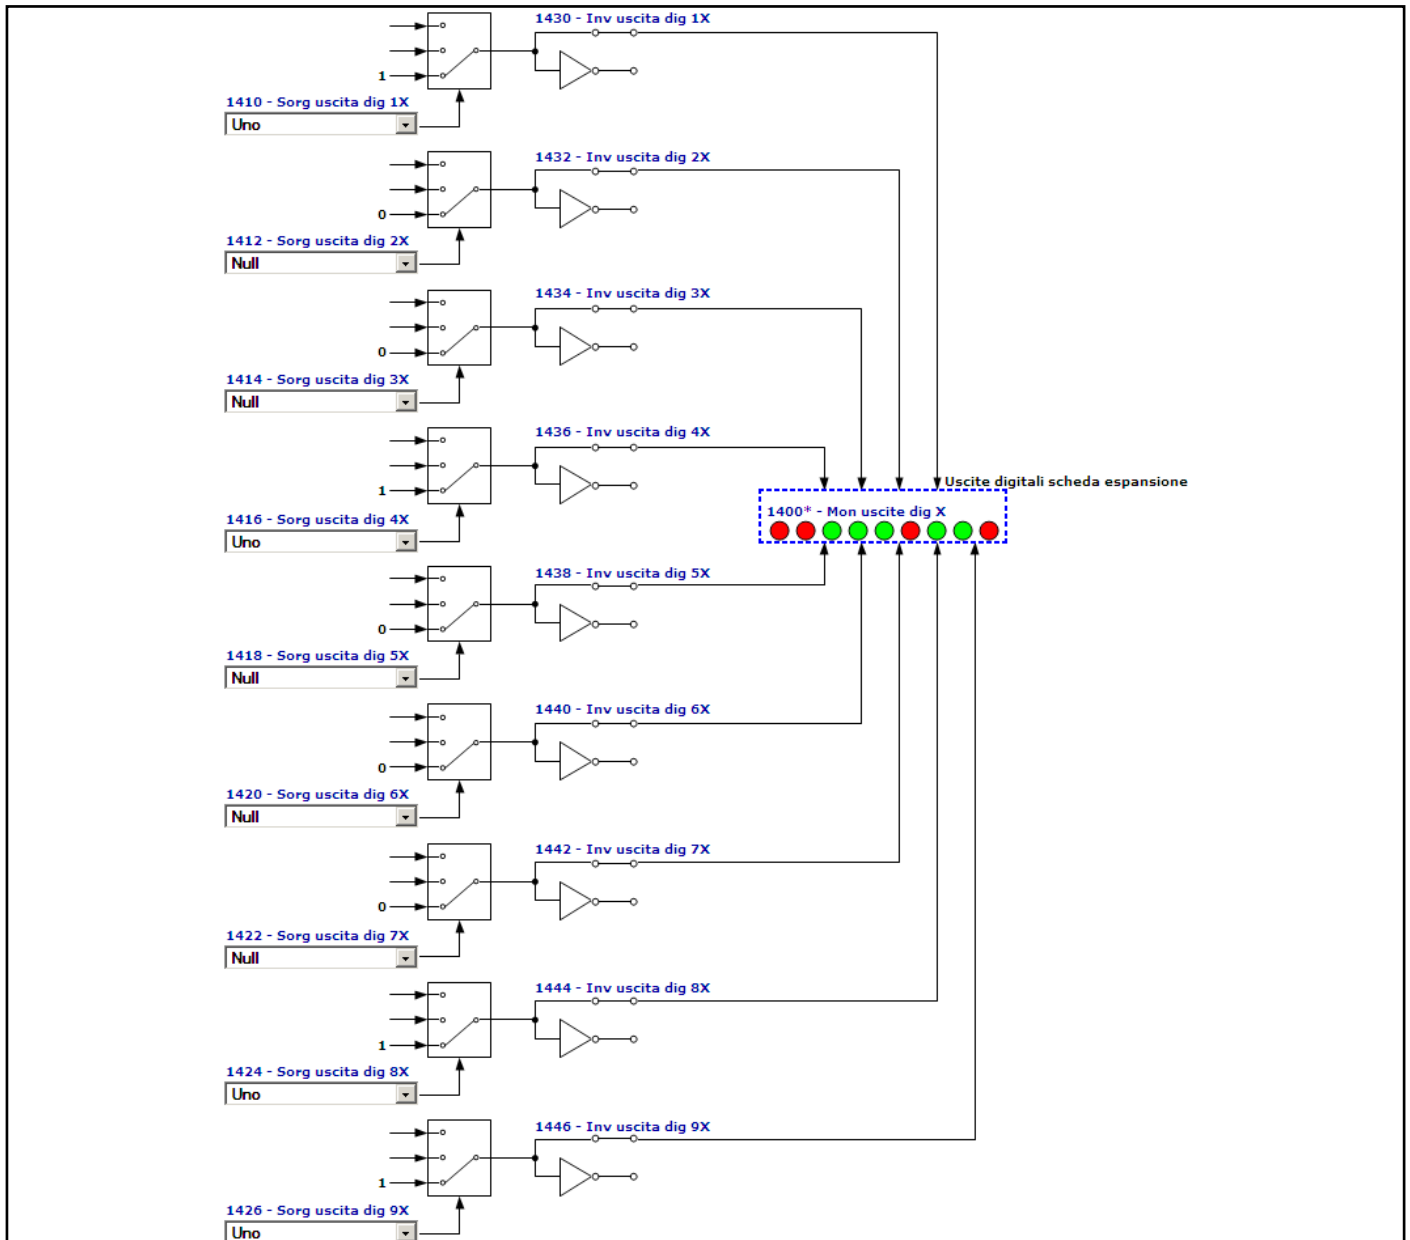 1430 - Inv uscita dig 1X
1
1410 - Sorg uscita dig 1X
Uno
1432 - Inv uscita dig 2X
0
1412 - Sorg uscita dig 2X
Null
1434 - Inv uscita dig 3X
0
1414 - Sorg uscita dig 3X
Null
1436 - Inv uscita dig 4X
1
1416 - Sorg uscita dig 4X
Uno
Uscite digitali scheda espansione
1400* - Mon uscite dig X
1438 - Inv uscita dig 5X
0
1418 - Sorg uscita dig 5X
Null
1440 - Inv uscita dig 6X
0
1420 - Sorg uscita dig 6X
Null
1442 - Inv uscita dig 7X
0
1422 - Sorg uscita dig 7X
Null
1444 - Inv uscita dig 8X
1
1424 - Sorg uscita dig 8X
Uno
1446 - Inv uscita dig 9X
1
1426 - Sorg uscita dig 9X
Uno